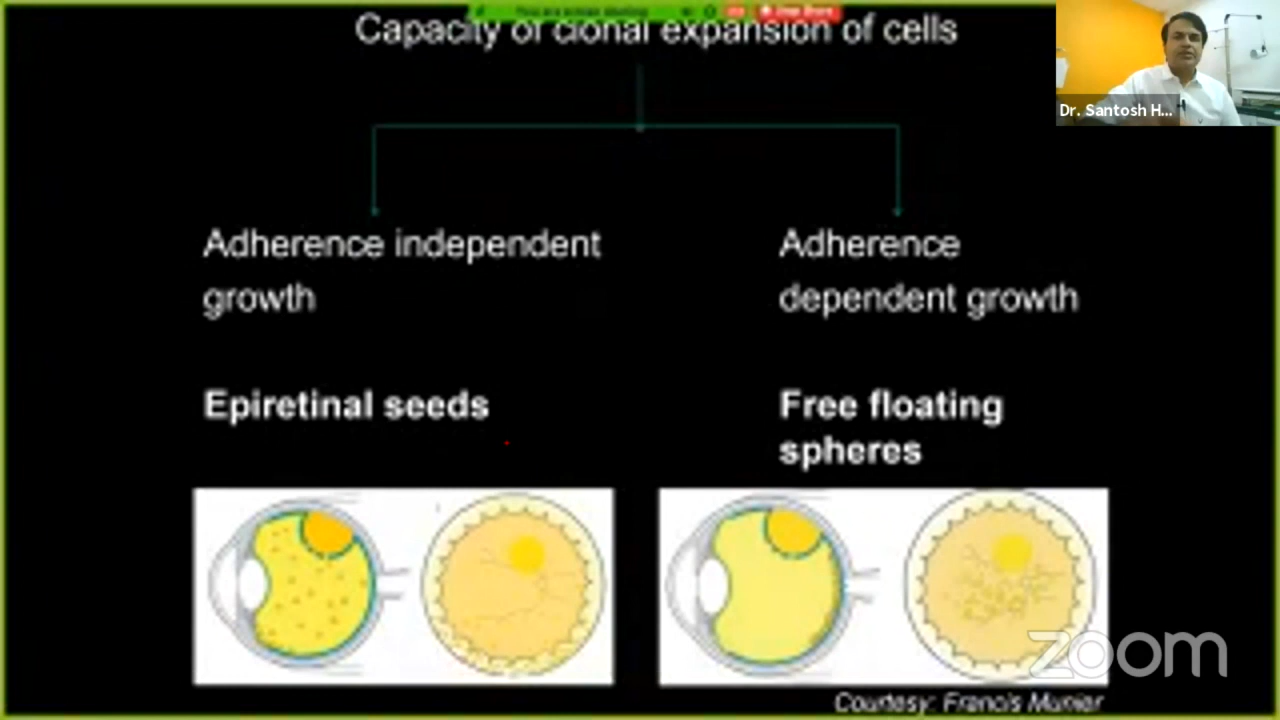 Capacity of clonal expansion of cells
Dr. Santosh H...
Adherence independent
growth
Adherence
dependent growth
Epiretinal seeds
Free floating
spheres
zoom
Courtesy: Francis Munier